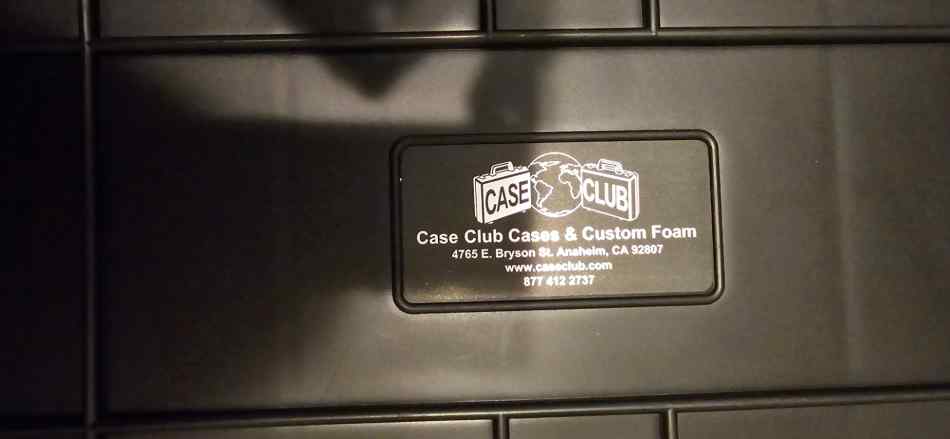 CASE CLUB
Case Club Cases & Custom Foam
4765 E. Bryson St. Anaheim, CA 92807
www.caseclub.com
877 412 2737